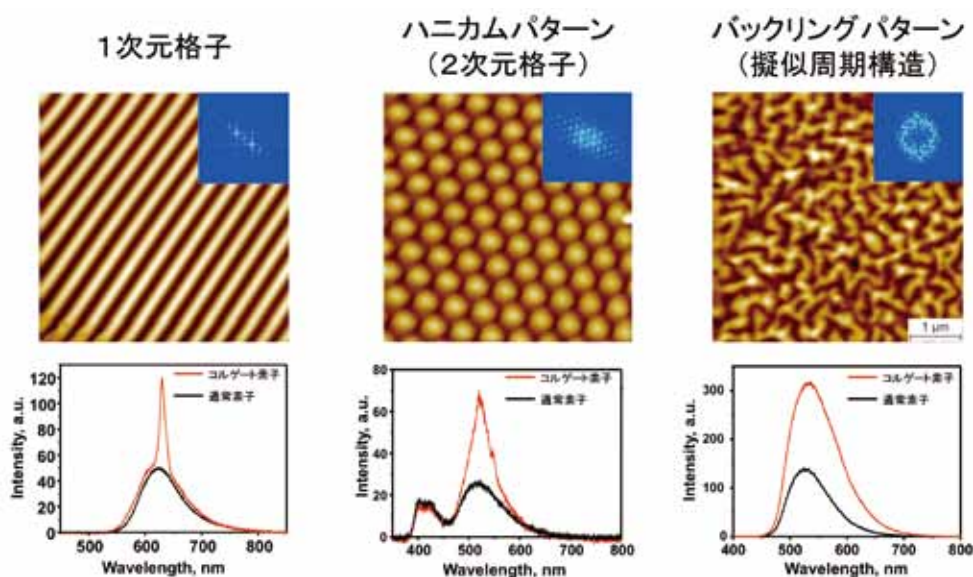 1次元格子
ハニカムパターン
(2次元格子)
バックリングパターン
(擬似周期構造)
1 μm
120
100
80
60
40
20
0
Intensity, a.u.
コルゲート素子
通常素子
500
600
700
800
Wavelength, nm
80
60
40
20
0
Intensity, a.u.
コルゲート素子
通常素子
400
500
600
700
800
Wavelength, nm
300
200
100
0
Intensity, a.u.
コルゲート素子
通常素子
400
500
600
700
800
Wavelength, nm